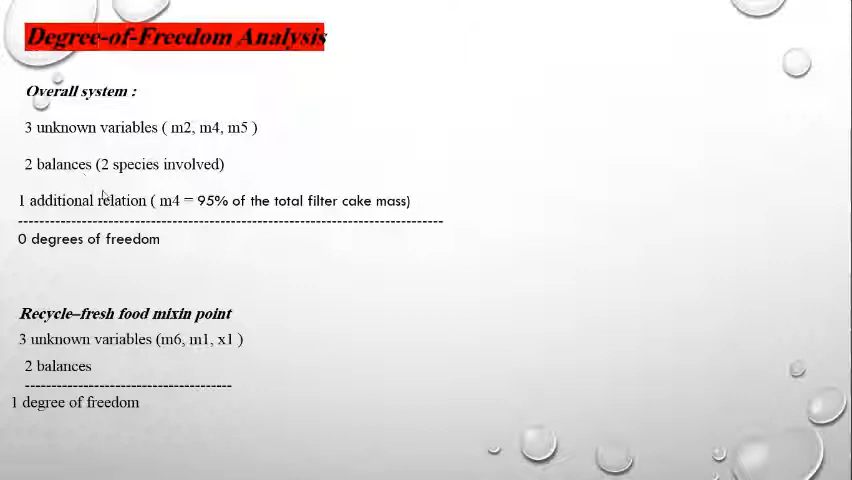 Degree-of-Freedom Analysis
Overall system :
3 unknown variables ( m2, m4, m5 )
2 balances (2 species involved)
1 additional relation ( m4 = 95% of the total filter cake mass)
--------------------------------------------------------------------------------
0 degrees of freedom
Recycle–fresh food mixin point
3 unknown variables (m6, m1, x1 )
2 balances
---------------------------------------
1 degree of freedom